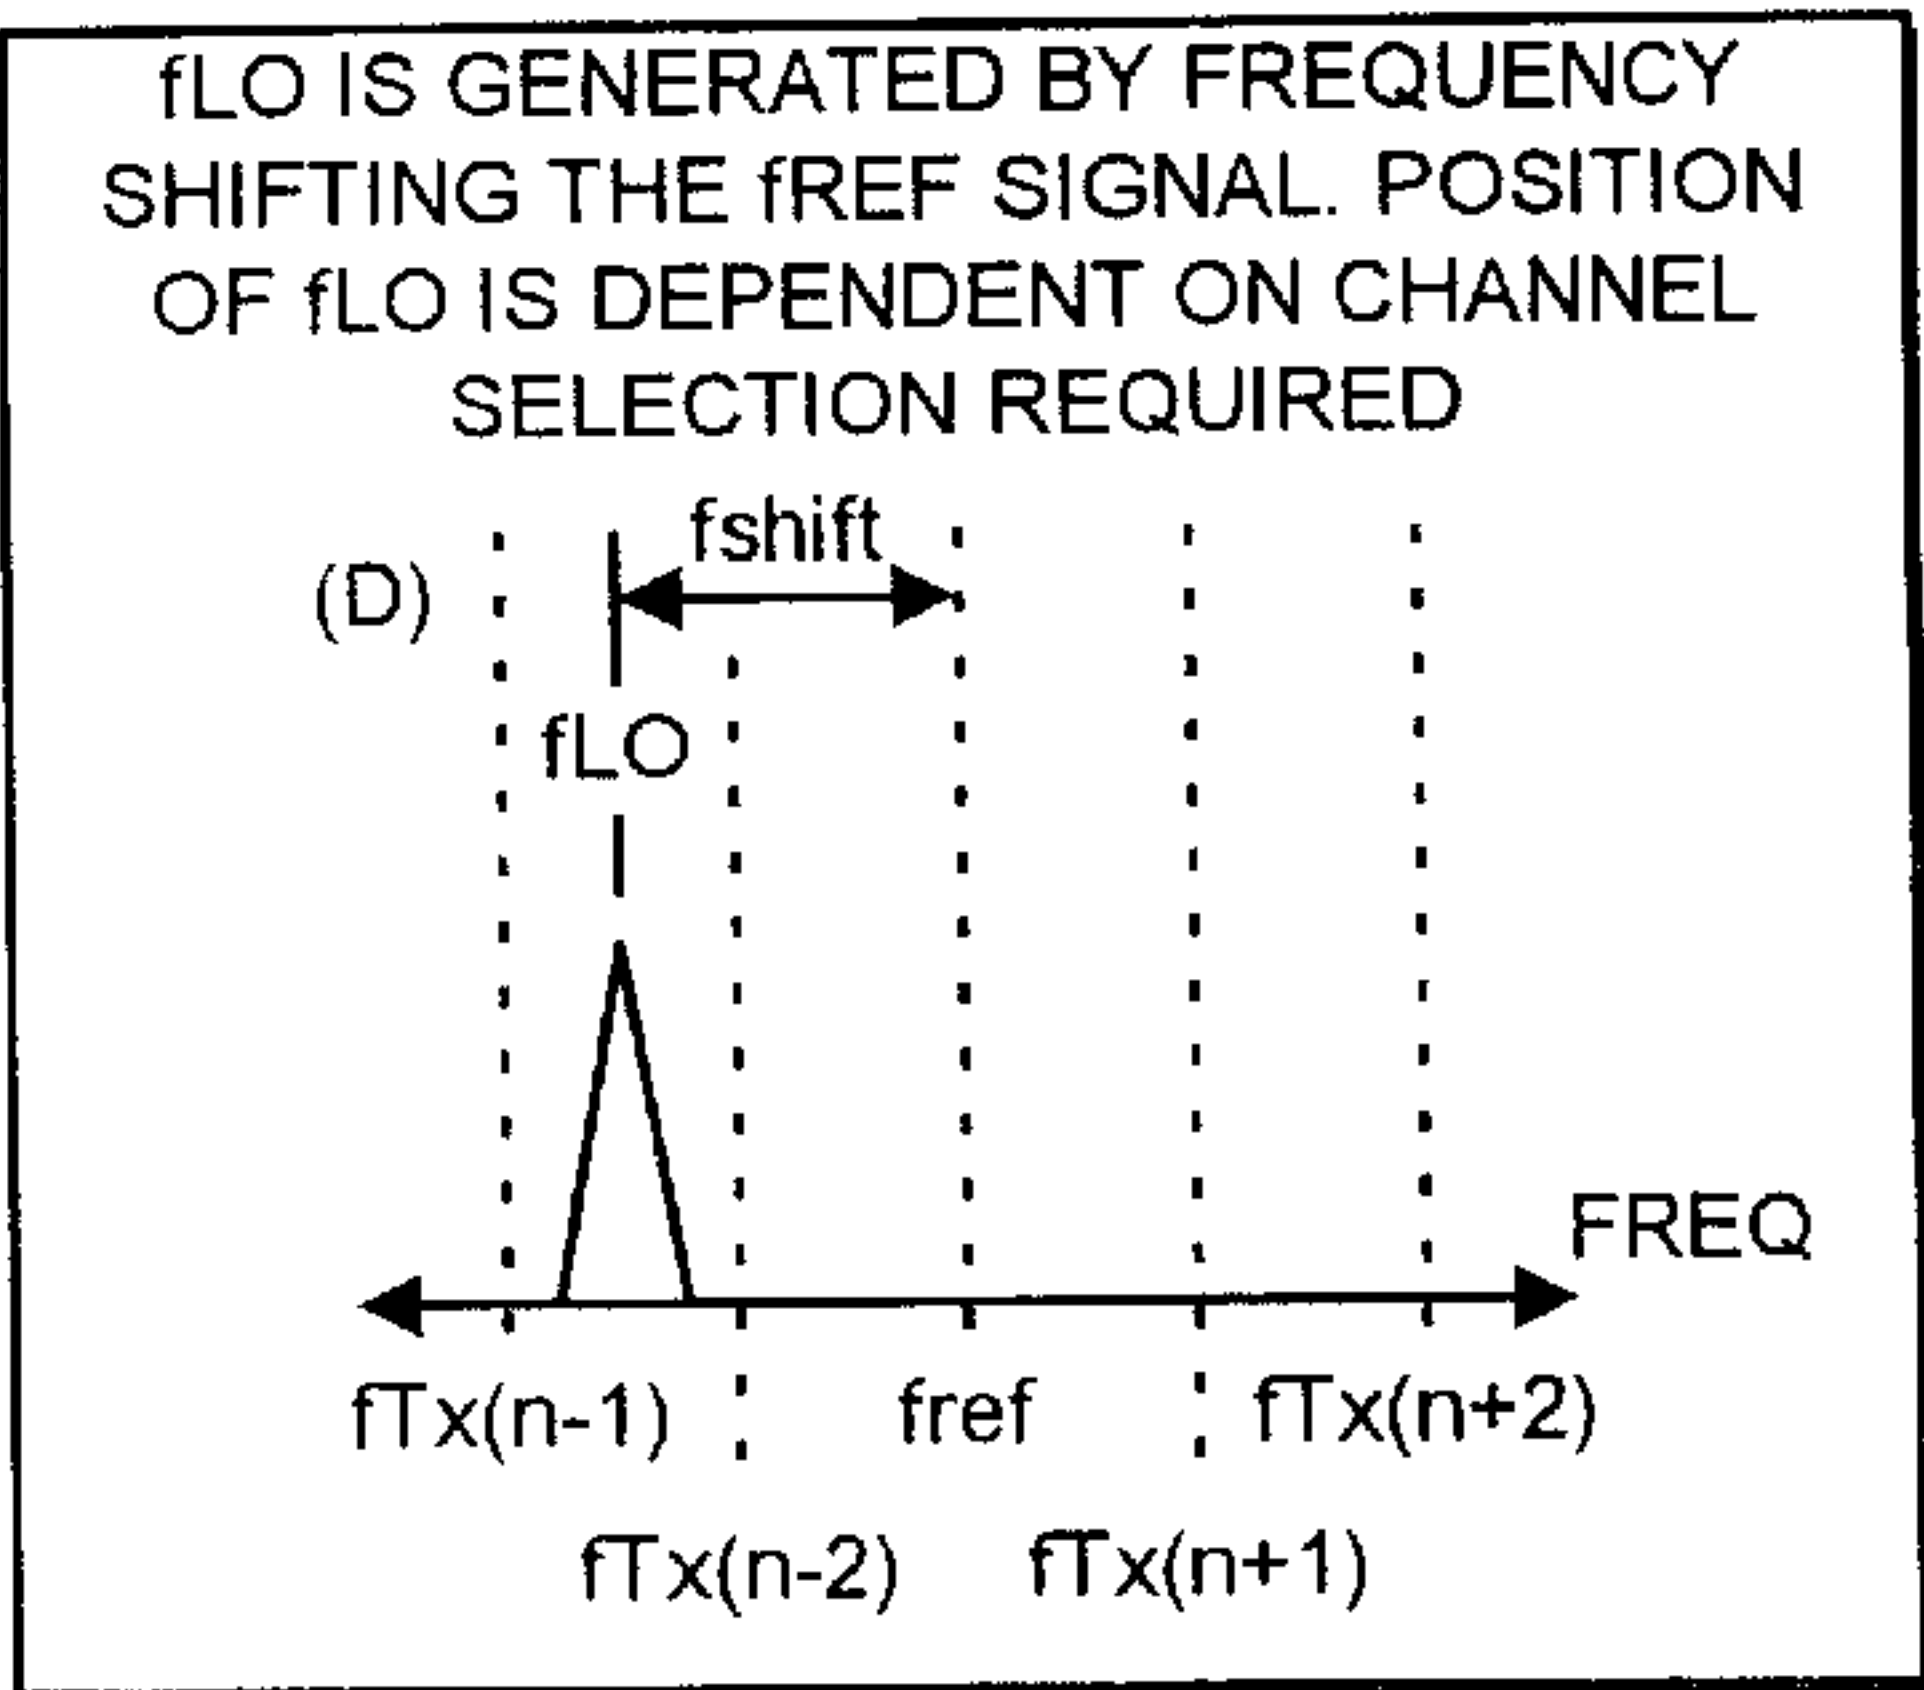 fLO IS GENERATED BY FREQUENCY
SHIFTING THE fREF SIGNAL. POSITION
OF fLO IS DEPENDENT ON CHANNEL
SELECTION REQUIRED
fshift
(D)
fLO
FREQ
fTx(n-1) fref fTx(n+2)
fTx(n-2) fTx(n+1)